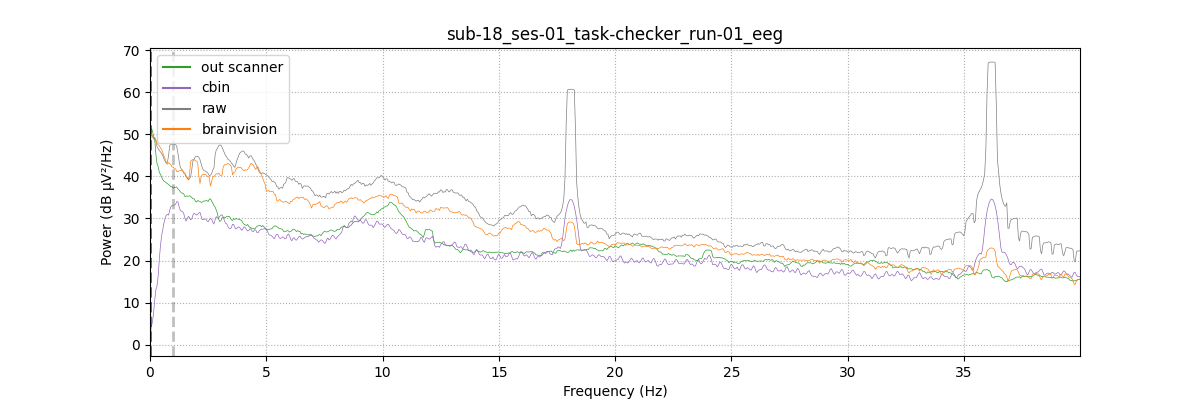 sub-18_ses-01_task-checker_run-01_eeg
70
60
50
40
30
20
10
0
Power (dB µV²/Hz)
out scanner
cbin
raw
brainvision
0 5 10 15 20 25 30 35
Frequency (Hz)